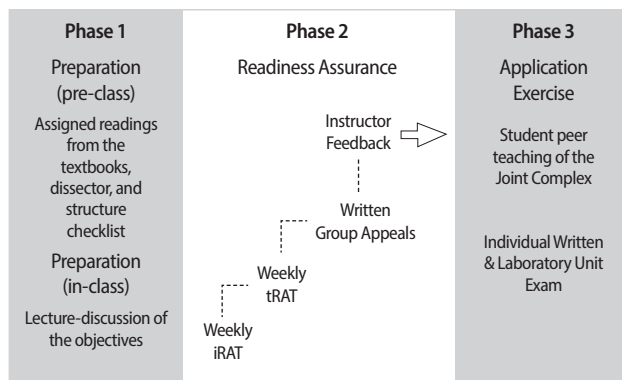 Phase 1
Preparation
(pre-class)
Assigned readings
from the
textbooks,
dissector, and
structure
checklist
Preparation
(in-class)
Lecture-discussion of
the objectives
Phase 2
Readiness Assurance
Instructor
Feedback
Written
Group Appeals
Weekly
tRAT
Weekly
iRAT
Phase 3
Application
Exercise
Student peer
teaching of the
Joint Complex
Individual Written
& Laboratory Unit
Exam